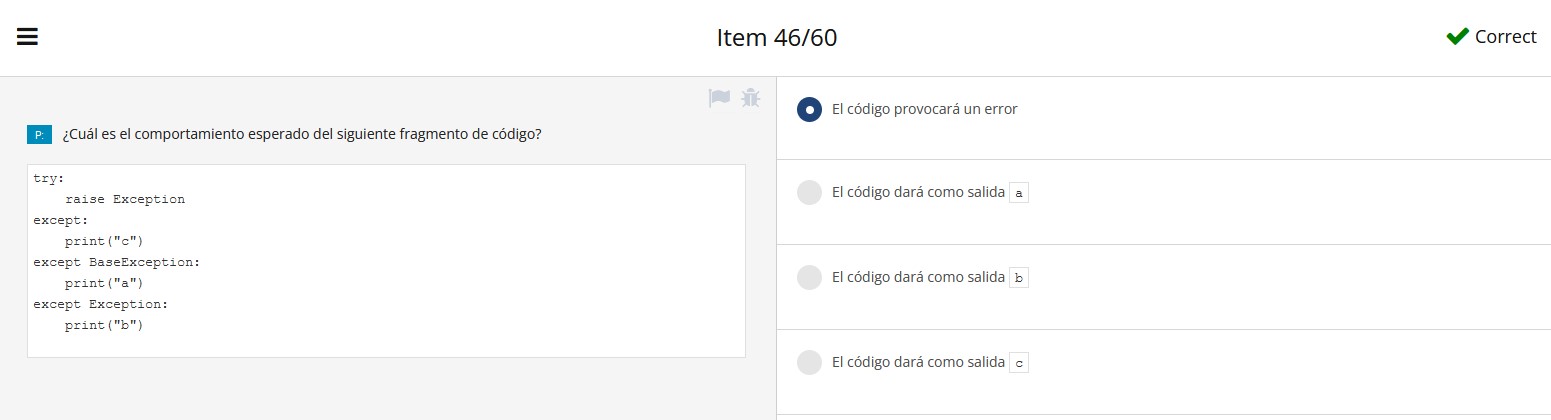 Item 46/60
Correct
P: ¿Cuál es el comportamiento esperado del siguiente fragmento de código?
try:
    raise Exception
except:
    print("c")
except BaseException:
    print("a")
except Exception:
    print("b")
El código provocará un error
El código dará como salida a
El código dará como salida b
El código dará como salida c